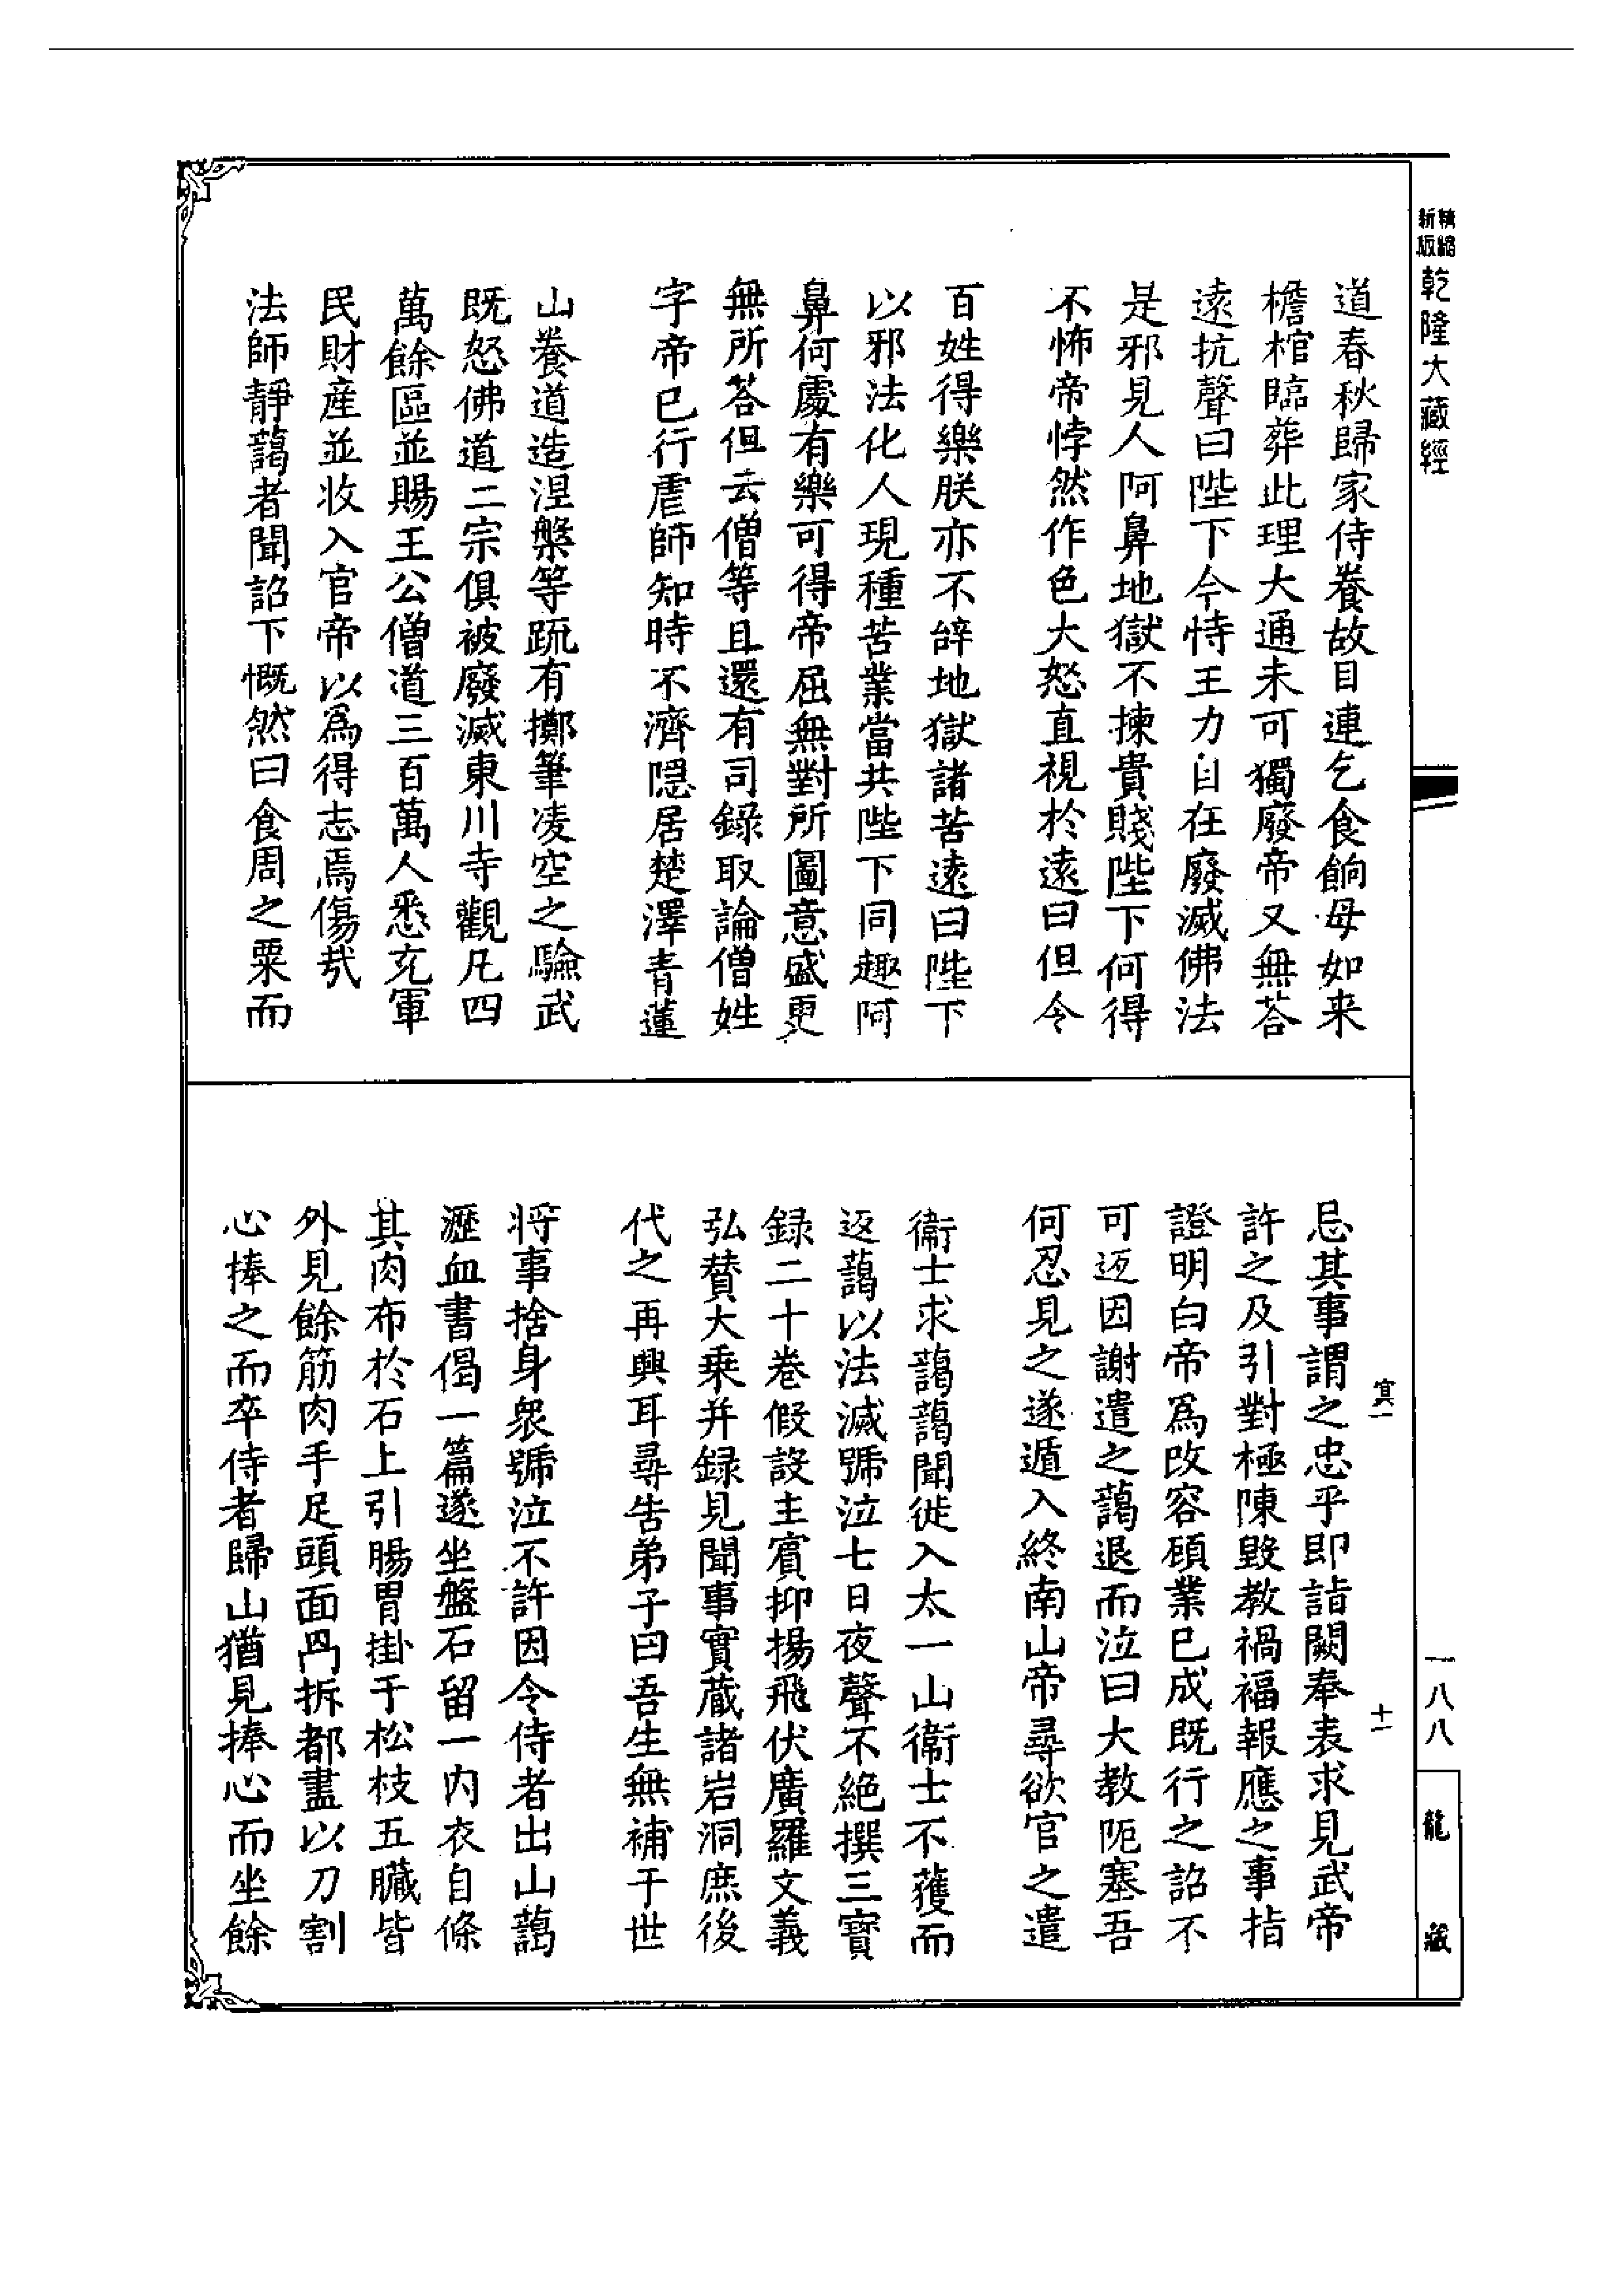 精縮
新版
乾隆大藏經
道春秋歸家侍養故目連乞食餉母如来
檐棺臨葬此理大通未可獨廢帝又無荅
遠抗聲曰陛下今恃王力自在廢滅佛法
是邪見人阿鼻地獄不揀貴賤陛下何得
不怖帝悖然作色大怒直視於遠曰但令
百姓得樂朕亦不辝地獄諸苦遠曰陛下
以邪法化人現種苦業當共陛下同趣阿
鼻何處有樂可得帝屈無對所圖意盛更
無所荅但云僧等且還有司錄取論僧姓
字帝已行虐師知時不濟隱居楚澤青蓮
山養道造涅槃等䟽有擲筆凌空之驗武
既怒佛道二宗俱被廢滅東川寺觀凡四
萬餘區並賜王公僧道三百萬人悉充軍
民財産並收入官帝以爲得志焉傷哉
法師靜藹者聞詔下慨然曰食周之粟而
忌其事謂之忠乎即詣闕奉表求見武帝
許之及引對極陳毀教禍福報應之事指
證明白帝爲改容顧業已成既行之詔不
可返因謝遣之藹退而泣曰大教阨塞吾
何忍見之遂遁入終南山帝尋欲官之遣
衞士求藹藹聞徙入太一山衞士不獲而
返藹以法滅號泣七日夜聲不絕撰三寶
録二十卷假設主賓抑揚飛伏廣羅文義
弘賛大乗并録見聞事實藏諸岩洞庶後
代之再興耳尋告弟子曰吾生無補于世
将事捨身衆號泣不許因令侍者出山藹
瀝血書偈一篇遂坐盤石留一内衣自條
其肉布於石上引腸胃掛于松枝五臟皆
外見餘筋肉手足頭面冎拆都盡以刀割
心捧之而卒侍者歸山猶見捧心而坐餘
冥一
十一
一八八
龍藏